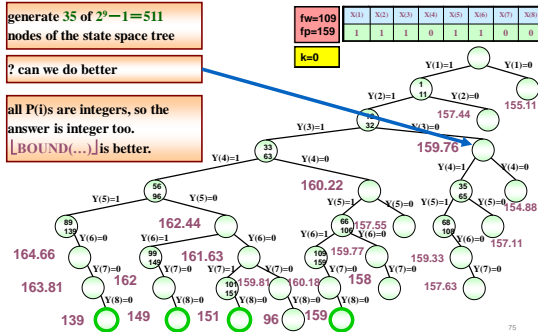 generate 35 of 2⁹−1=511
nodes of the state space tree
? can we do better
all P(i)s are integers, so the
answer is integer too.
⌊BOUND(…)⌋ is better.
fw=109
fp=159
k=0
X(1) X(2) X(3) X(4) X(5) X(6) X(7) X(8)
1 1 1 0 1 1 0 0
Y(1)=1 Y(1)=0
1
11
155.11
Y(2)=1 Y(2)=0
32
157.44
Y(3)=1 Y(3)=0
33
63
159.76
Y(4)=1 Y(4)=0 Y(4)=1 Y(4)=0
56
96
160.22
35
65
154.88
Y(5)=1 Y(5)=0 Y(5)=1 Y(5)=0 Y(5)=1 Y(5)=0
89
139
162.44
66
106
157.55
68
108
157.11
Y(6)=0 Y(6)=1 Y(6)=0 Y(6)=1 Y(6)=0 Y(6)=0
164.66
99
149
161.63
109
159
159.77
159.33
Y(7)=0 Y(7)=0 Y(7)=1 Y(7)=0 Y(7)=0 Y(7)=0
163.81
162
101
151
159.81
160.18
158
157.63
Y(8)=0 Y(8)=0 Y(8)=0 Y(8)=0
139 149 151 96 159
75